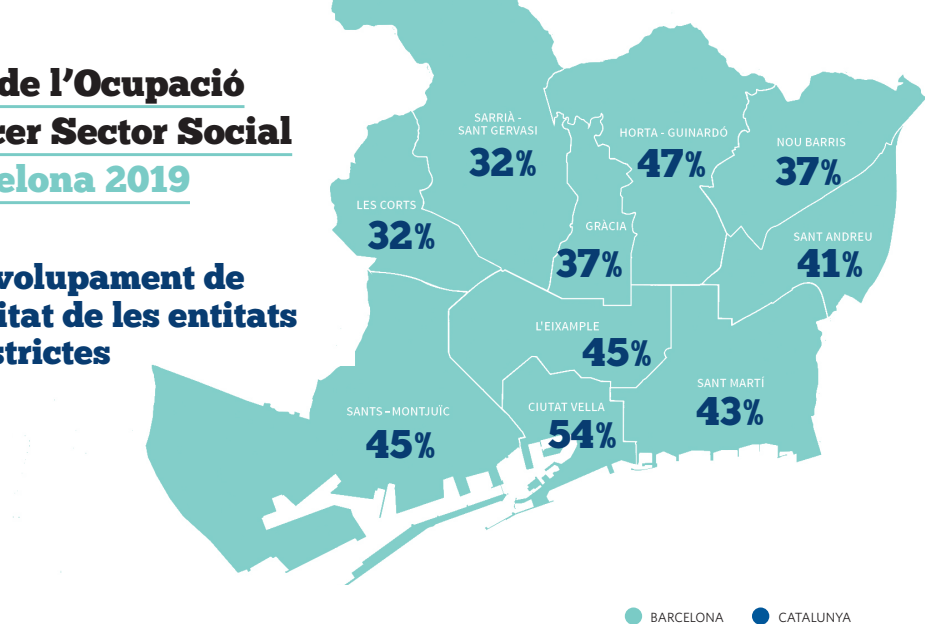 de l'Ocupació
cer Sector Social
elona 2019
volupament de
itat de les entitats
strictes
SARRIÀ -
SANT GERVASI
32%
HORTA - GUINARDÓ
47%
NOU BARRIS
37%
LES CORTS
32%
GRÀCIA
37%
SANT ANDREU
41%
L'EIXAMPLE
45%
SANT MARTÍ
43%
SANTS – MONTJUÏC
45%
CIUTAT VELLA
54%
BARCELONA
CATALUNYA